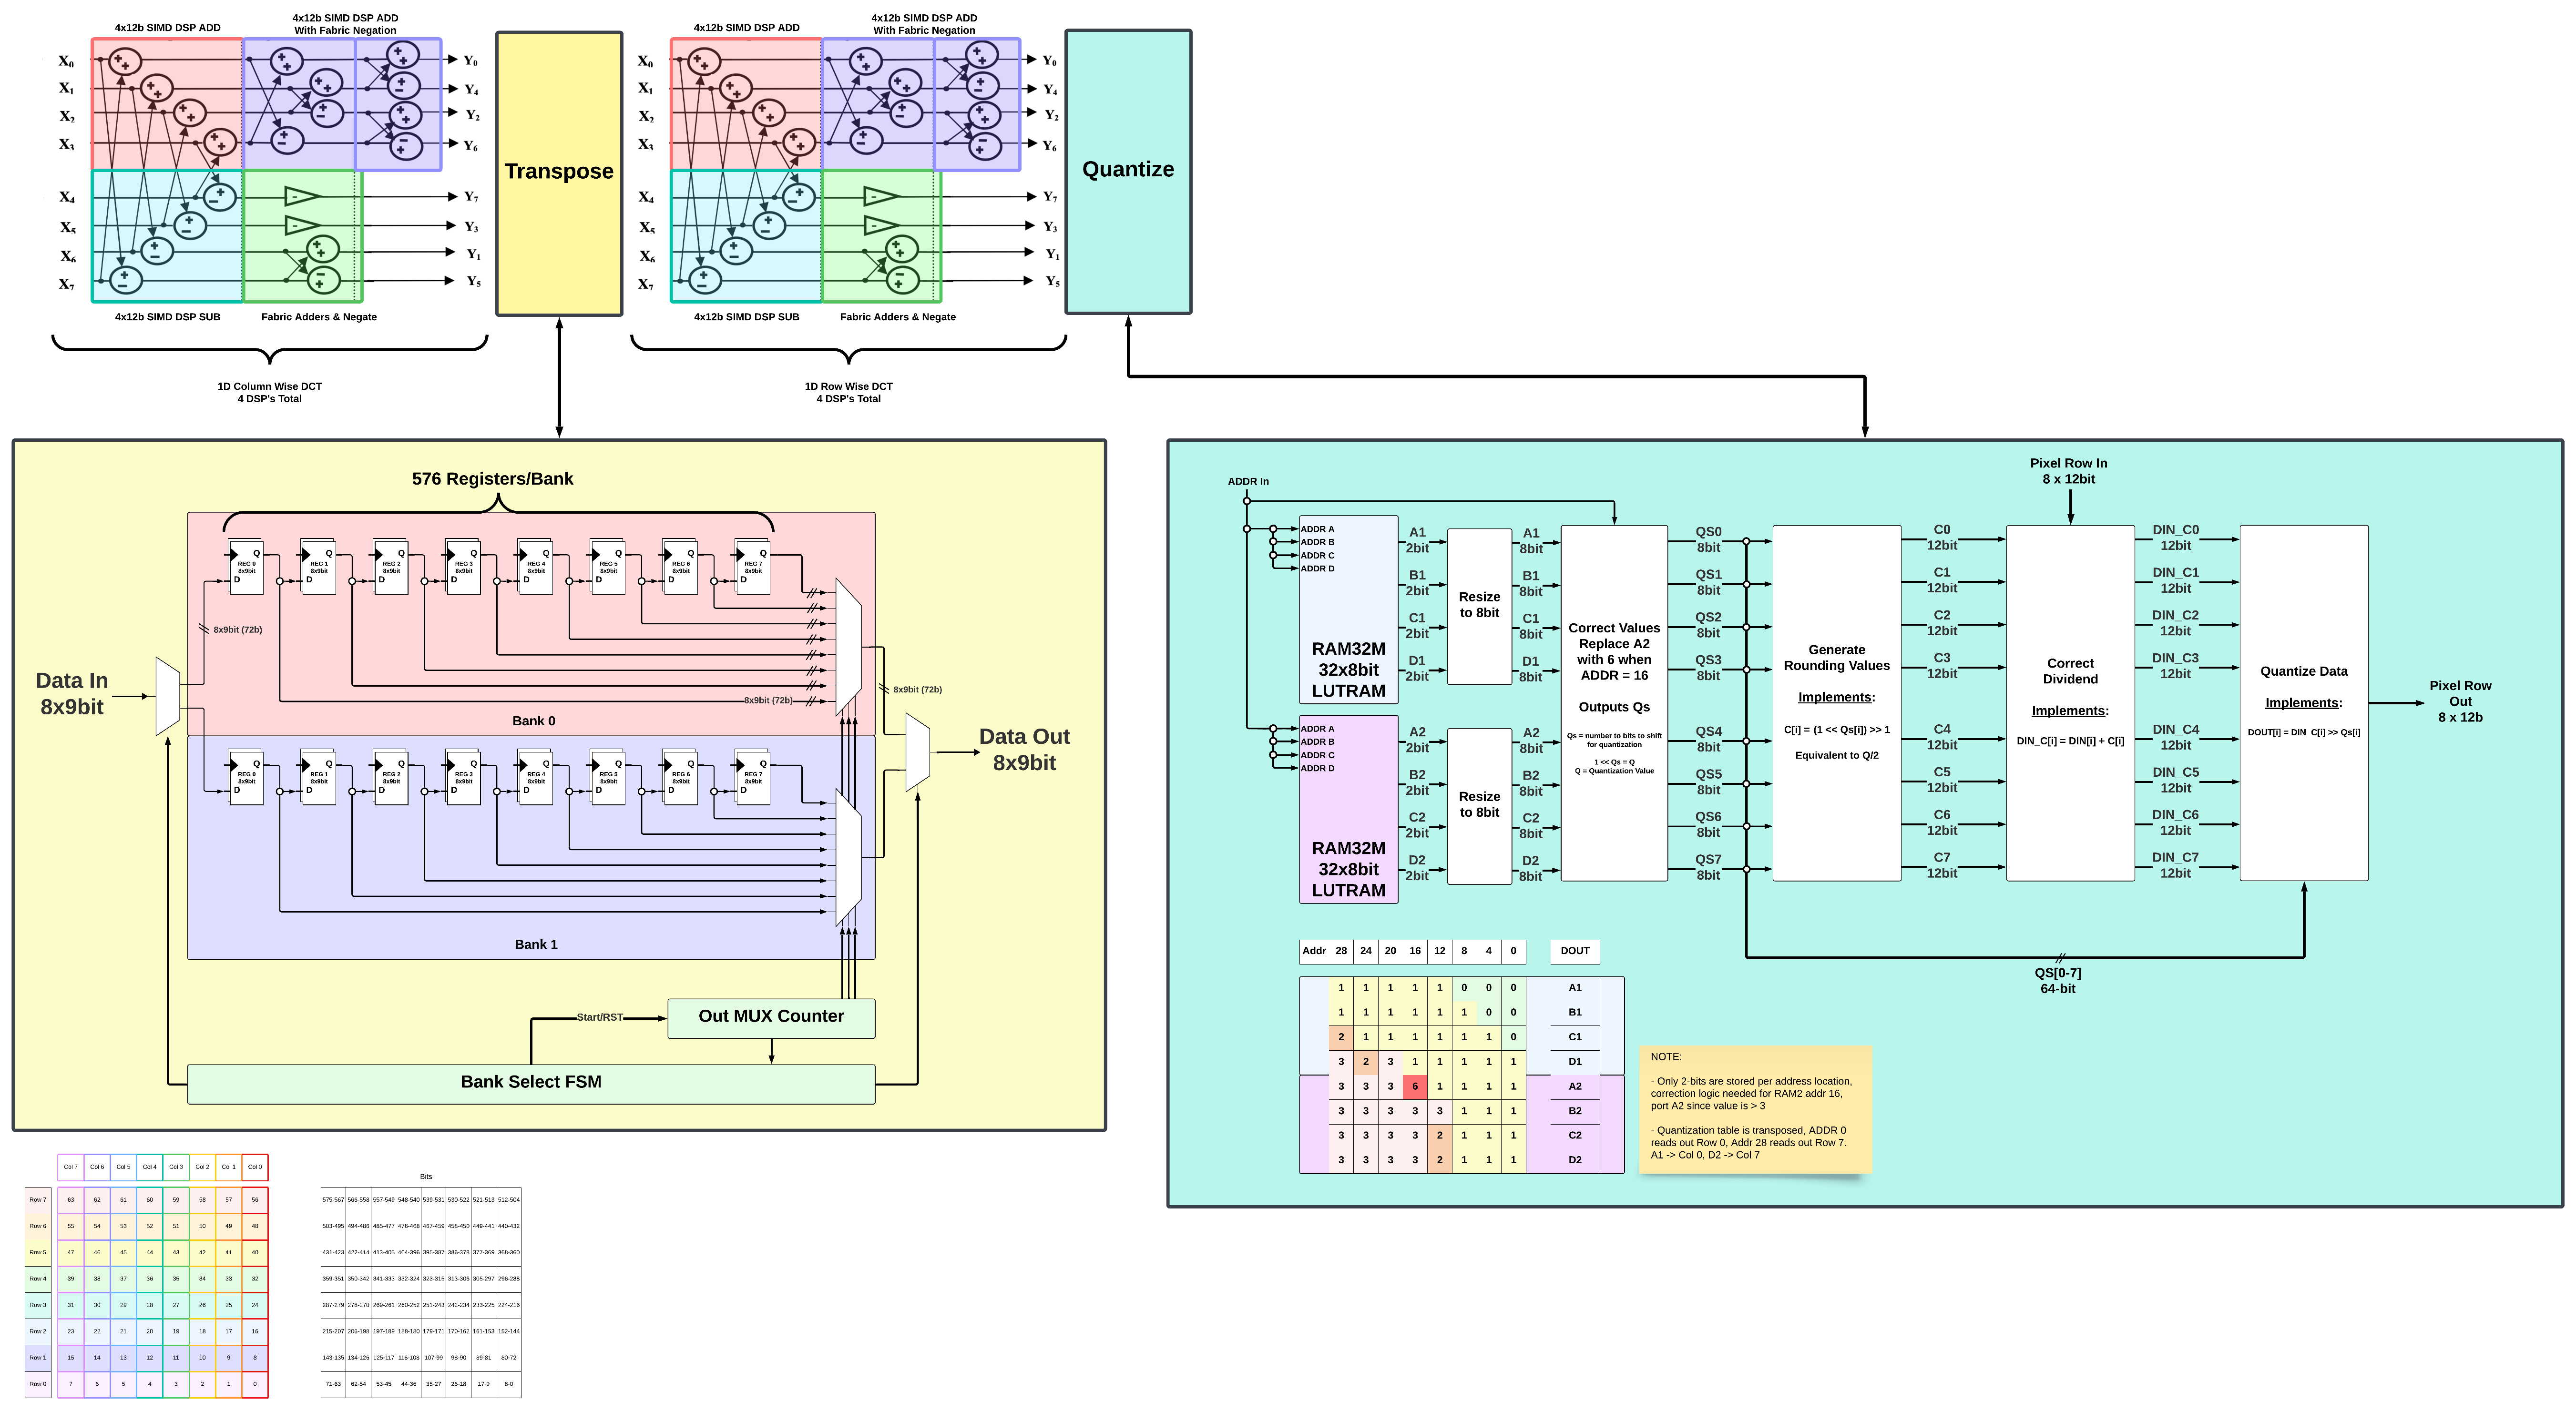 4x12b SIMD DSP ADD
4x12b SIMD DSP ADD
With Fabric Negation
X0
X1
X2
X3
X4
X5
X6
X7
Y0
Y4
Y2
Y6
Y7
Y3
Y1
Y5
4x12b SIMD DSP SUB
Fabric Adders & Negate
1D Column Wise DCT
4 DSP's Total
Transpose
4x12b SIMD DSP ADD
4x12b SIMD DSP ADD
With Fabric Negation
X0
X1
X2
X3
X4
X5
X6
X7
Y0
Y4
Y2
Y6
Y7
Y3
Y1
Y5
4x12b SIMD DSP SUB
Fabric Adders & Negate
1D Row Wise DCT
4 DSP's Total
Quantize
576 Registers/Bank
Q Q Q Q Q Q Q Q
REG 0 REG 1 REG 2 REG 3 REG 4 REG 5 REG 6 REG 7
8x9bit 8x9bit 8x9bit 8x9bit 8x9bit 8x9bit 8x9bit 8x9bit
D D D D D D D D
8x9bit (72b)
Data In
8x9bit
8x9bit (72b)
8x9bit (72b)
Bank 0
Data Out
8x9bit
Q Q Q Q Q Q Q Q
REG 0 REG 1 REG 2 REG 3 REG 4 REG 5 REG 6 REG 7
8x9bit 8x9bit 8x9bit 8x9bit 8x9bit 8x9bit 8x9bit 8x9bit
D D D D D D D D
Bank 1
Start/RST
Out MUX Counter
Bank Select FSM
ADDR In
ADDR A
ADDR B
ADDR C
ADDR D
RAM32M
32x8bit
LUTRAM
ADDR A
ADDR B
ADDR C
ADDR D
RAM32M
32x8bit
LUTRAM
A1
2bit
B1
2bit
C1
2bit
D1
2bit
A2
2bit
B2
2bit
C2
2bit
D2
2bit
Resize
to 8bit
Resize
to 8bit
A1
8bit
B1
8bit
C1
8bit
D1
8bit
A2
8bit
B2
8bit
C2
8bit
D2
8bit
Correct Values
Replace A2
with 6 when
ADDR = 16
Outputs Qs
Qs = number to bits to shift
for quantization
1 << Qs = Q
Q = Quantization Value
QS0
8bit
QS1
8bit
QS2
8bit
QS3
8bit
QS4
8bit
QS5
8bit
QS6
8bit
QS7
8bit
Generate
Rounding Values
Implements:
C[i] = (1 << Qs[i]) >> 1
Equivalent to Q/2
C0
12bit
C1
12bit
C2
12bit
C3
12bit
C4
12bit
C5
12bit
C6
12bit
C7
12bit
Pixel Row In
8 x 12bit
Correct
Dividend
Implements:
DIN_C[i] = DIN[i] + C[i]
DIN_C0
12bit
DIN_C1
12bit
DIN_C2
12bit
DIN_C3
12bit
DIN_C4
12bit
DIN_C5
12bit
DIN_C6
12bit
DIN_C7
12bit
Quantize Data
Implements:
DOUT[i] = DIN_C[i] >> Qs[i]
Pixel Row
Out
8 x 12b
QS[0-7]
64-bit
Addr 28 24 20 16 12 8 4 0 DOUT
1 1 1 1 1 0 0 0 A1
1 1 1 1 1 1 0 0 B1
2 1 1 1 1 1 1 0 C1
3 2 3 1 1 1 1 1 D1
3 3 3 6 1 1 1 1 A2
3 3 3 3 3 1 1 1 B2
3 3 3 3 2 1 1 1 C2
3 3 3 3 2 1 1 1 D2
NOTE:
- Only 2-bits are stored per address location,
correction logic needed for RAM2 addr 16,
port A2 since value is > 3
- Quantization table is transposed, ADDR 0
reads out Row 0, Addr 28 reads out Row 7.
A1 -> Col 0, D2 -> Col 7
Col 7 Col 6 Col 5 Col 4 Col 3 Col 2 Col 1 Col 0
Row 7 63 62 61 60 59 58 57 56
Row 6 55 54 53 52 51 50 49 48
Row 5 47 46 45 44 43 42 41 40
Row 4 39 38 37 36 35 34 33 32
Row 3 31 30 29 28 27 26 25 24
Row 2 23 22 21 20 19 18 17 16
Row 1 15 14 13 12 11 10 9 8
Row 0 7 6 5 4 3 2 1 0
Bits
575-567 566-558 557-549 548-540 539-531 530-522 521-513 512-504
503-495 494-486 485-477 476-468 467-459 458-450 449-441 440-432
431-423 422-414 413-405 404-396 395-387 386-378 377-369 368-360
359-351 350-342 341-333 332-324 323-315 313-306 305-297 296-288
287-279 278-270 269-261 260-252 251-243 242-234 233-225 224-216
215-207 206-198 197-189 188-180 179-171 170-162 161-153 152-144
143-135 134-126 125-117 116-108 107-99 98-90 89-81 80-72
71-63 62-54 53-45 44-36 35-27 26-18 17-9 8-0